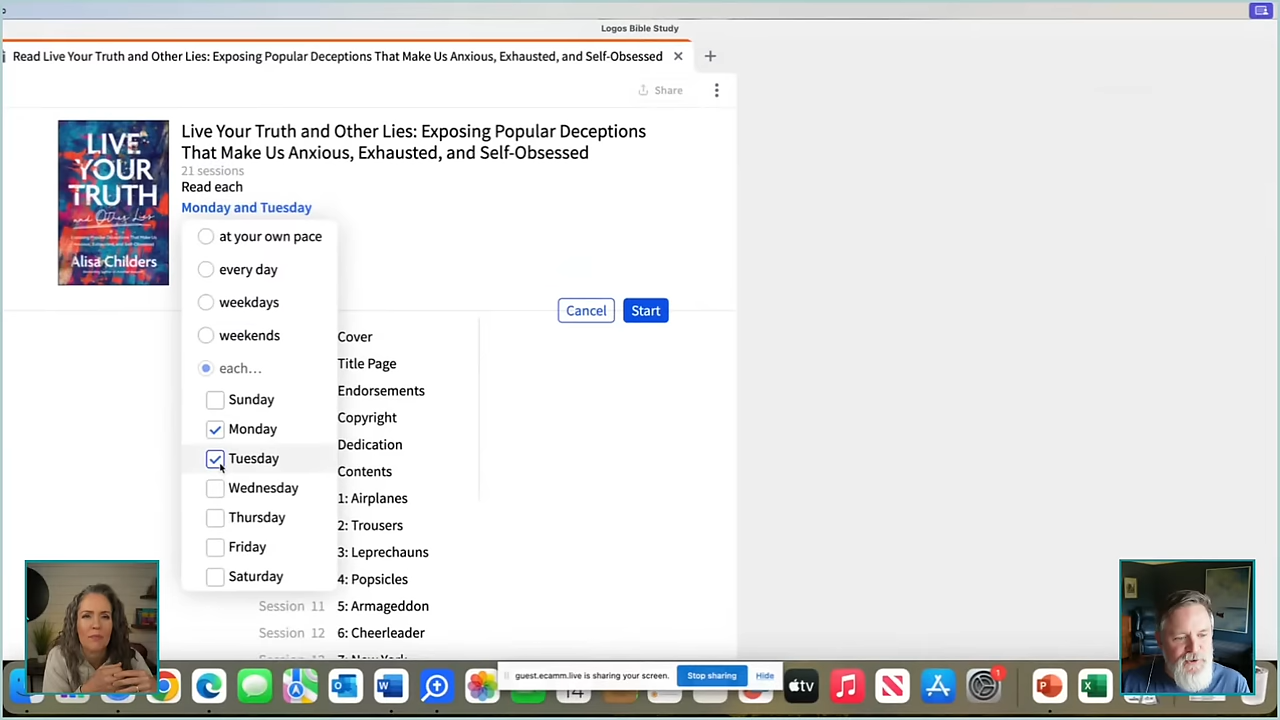 Logos Bible Study
Read Live Your Truth and Other Lies: Exposing Popular Deceptions That Make Us Anxious, Exhausted, and Self-Obsessed
Share
LIVE
YOUR
TRUTH
and Other Lies
Alisa Childers
Live Your Truth and Other Lies: Exposing Popular Deceptions
That Make Us Anxious, Exhausted, and Self-Obsessed
21 sessions
Read each
Monday and Tuesday
at your own pace
every day
weekdays
weekends
each…
Sunday
Monday
Tuesday
Wednesday
Thursday
Friday
Saturday
Cancel
Start
Cover
Title Page
Endorsements
Copyright
Dedication
Contents
1: Airplanes
2: Trousers
3: Leprechauns
4: Popsicles
Session 11 5: Armageddon
Session 12 6: Cheerleader
guest.ecamm.live is sharing your screen.
Stop sharing
Hide
14
tv
1